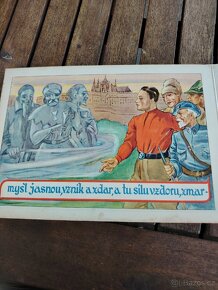 mysl jasnou, vznik a zdar, a tu sílu vzdoru, zmar-